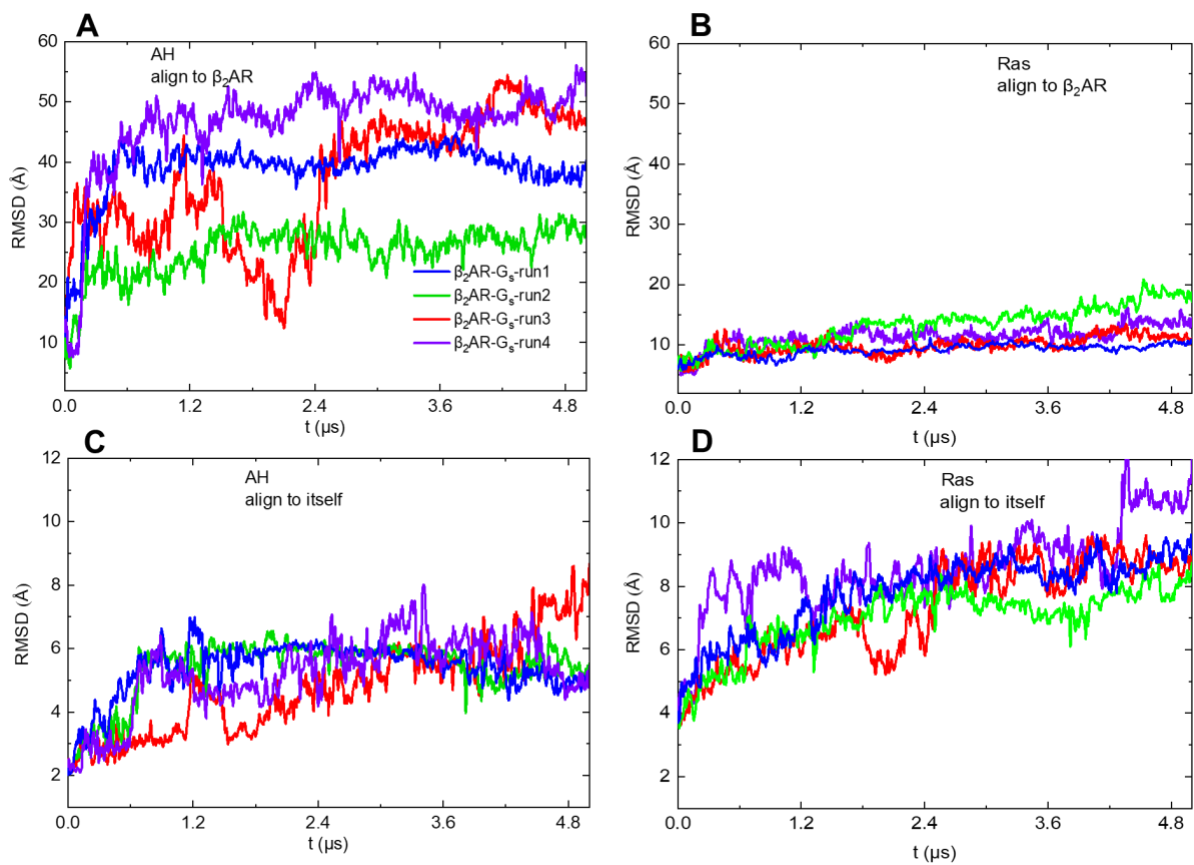 A
AH
align to β₂AR
RMSD (Å)
60
50
40
30
20
10
β₂AR-Gₛ-run1
β₂AR-Gₛ-run2
β₂AR-Gₛ-run3
β₂AR-Gₛ-run4
0.0 1.2 2.4 3.6 4.8
t (µs)
B
Ras
align to β₂AR
RMSD (Å)
60
50
40
30
20
10
0.0 1.2 2.4 3.6 4.8
t (µs)
C
AH
align to itself
RMSD (Å)
12
10
8
6
4
2
0.0 1.2 2.4 3.6 4.8
t (µs)
D
Ras
align to itself
RMSD (Å)
12
10
8
6
4
2
0.0 1.2 2.4 3.6 4.8
t (µs)